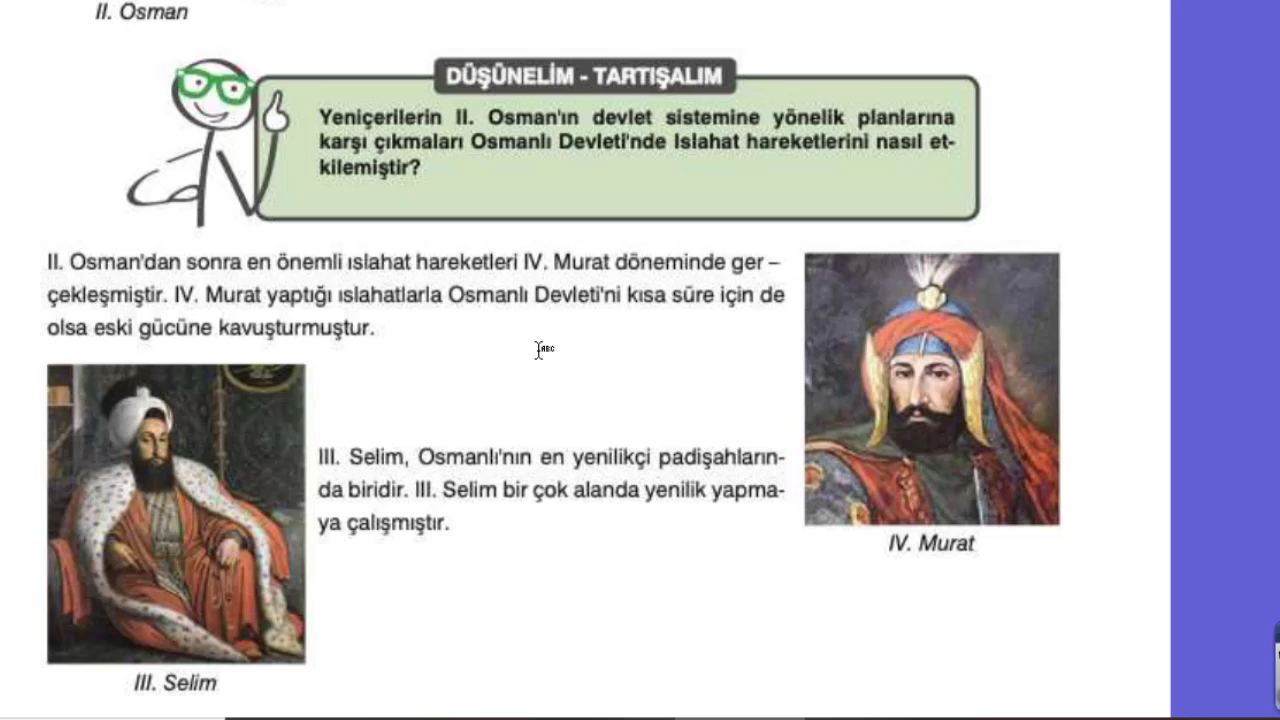 II. Osman
DÜŞÜNELİM - TARTIŞALIM
Yeniçerilerin II. Osman'ın devlet sistemine yönelik planlarına
karşı çıkmaları Osmanlı Devleti'nde Islahat hareketlerini nasıl et-
kilemiştir?
II. Osman'dan sonra en önemli ıslahat hareketleri IV. Murat döneminde ger –
çekleşmiştir. IV. Murat yaptığı ıslahatlarla Osmanlı Devleti'ni kısa süre için de
olsa eski gücüne kavuşturmuştur.
ABC
III. Selim, Osmanlı'nın en yenilikçi padişahların-
da biridir. III. Selim bir çok alanda yenilik yapma-
ya çalışmıştır.
IV. Murat
III. Selim